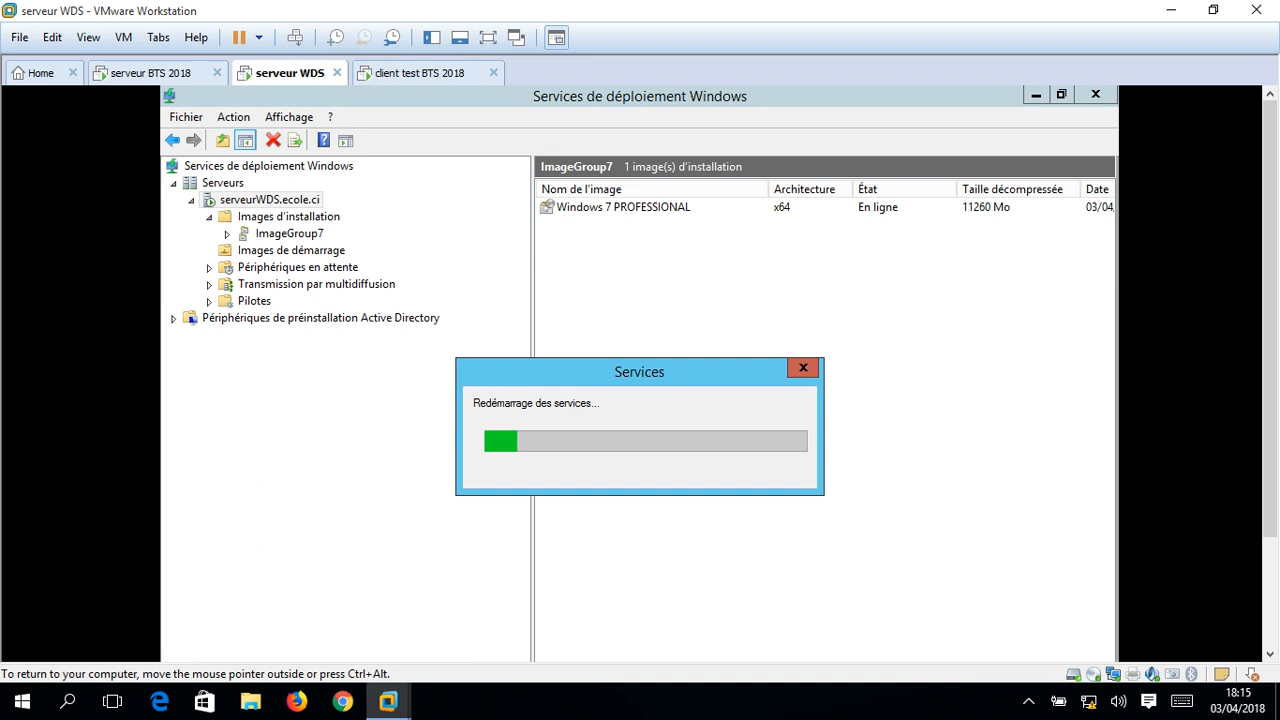 serveur WDS - VMware Workstation
File Edit View VM Tabs Help
Home serveur BTS 2018 serveur WDS client test BTS 2018
Services de déploiement Windows
Fichier Action Affichage ?
Services de déploiement Windows
Serveurs
serveurWDS.ecole.ci
Images d'installation
ImageGroup7
Images de démarrage
Périphériques en attente
Transmission par multidiffusion
Pilotes
Périphériques de préinstallation Active Directory
ImageGroup7 1 image(s) d'installation
Nom de l'image Architecture État Taille décompressée Date
Windows 7 PROFESSIONAL x64 En ligne 11260 Mo 03/04,
Services
Redémarrage des services...
To return to your computer, move the mouse pointer outside or press Ctrl+Alt.
18:15
03/04/2018